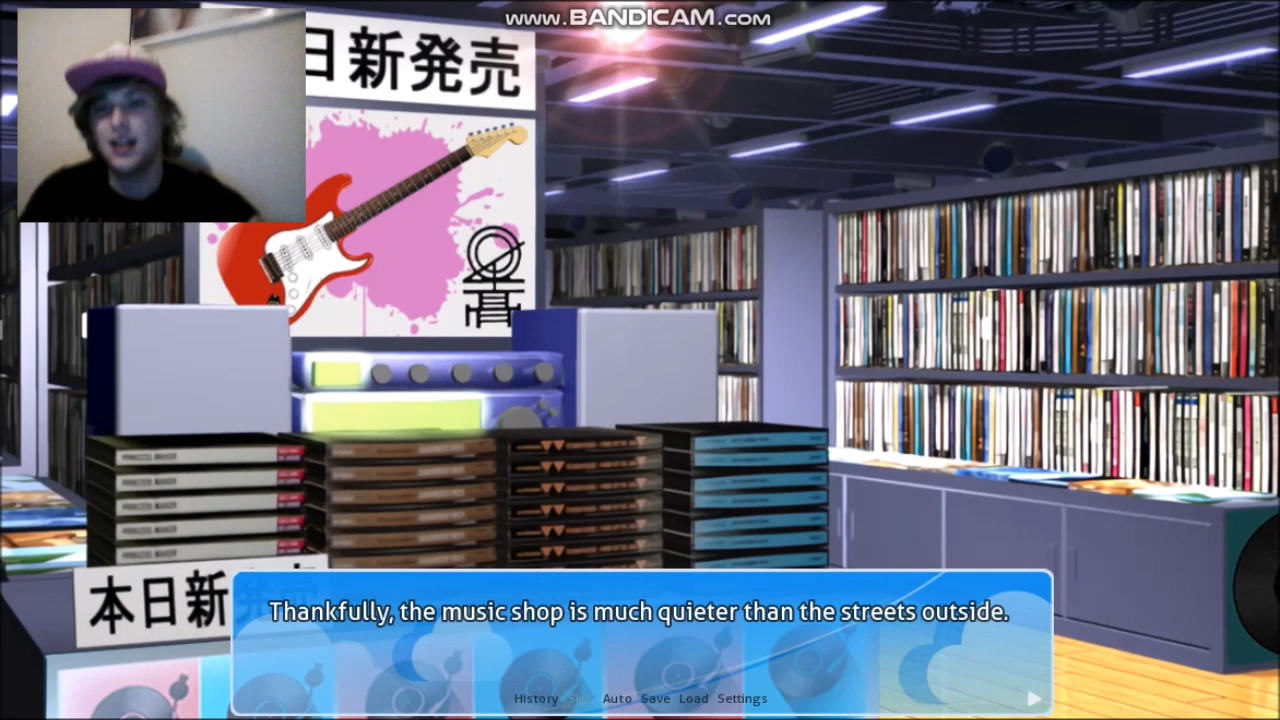 www.BANDICAM.com
日新発売
Thankfully, the music shop is much quieter than the streets outside.
本日新
History Auto Save Load Settings